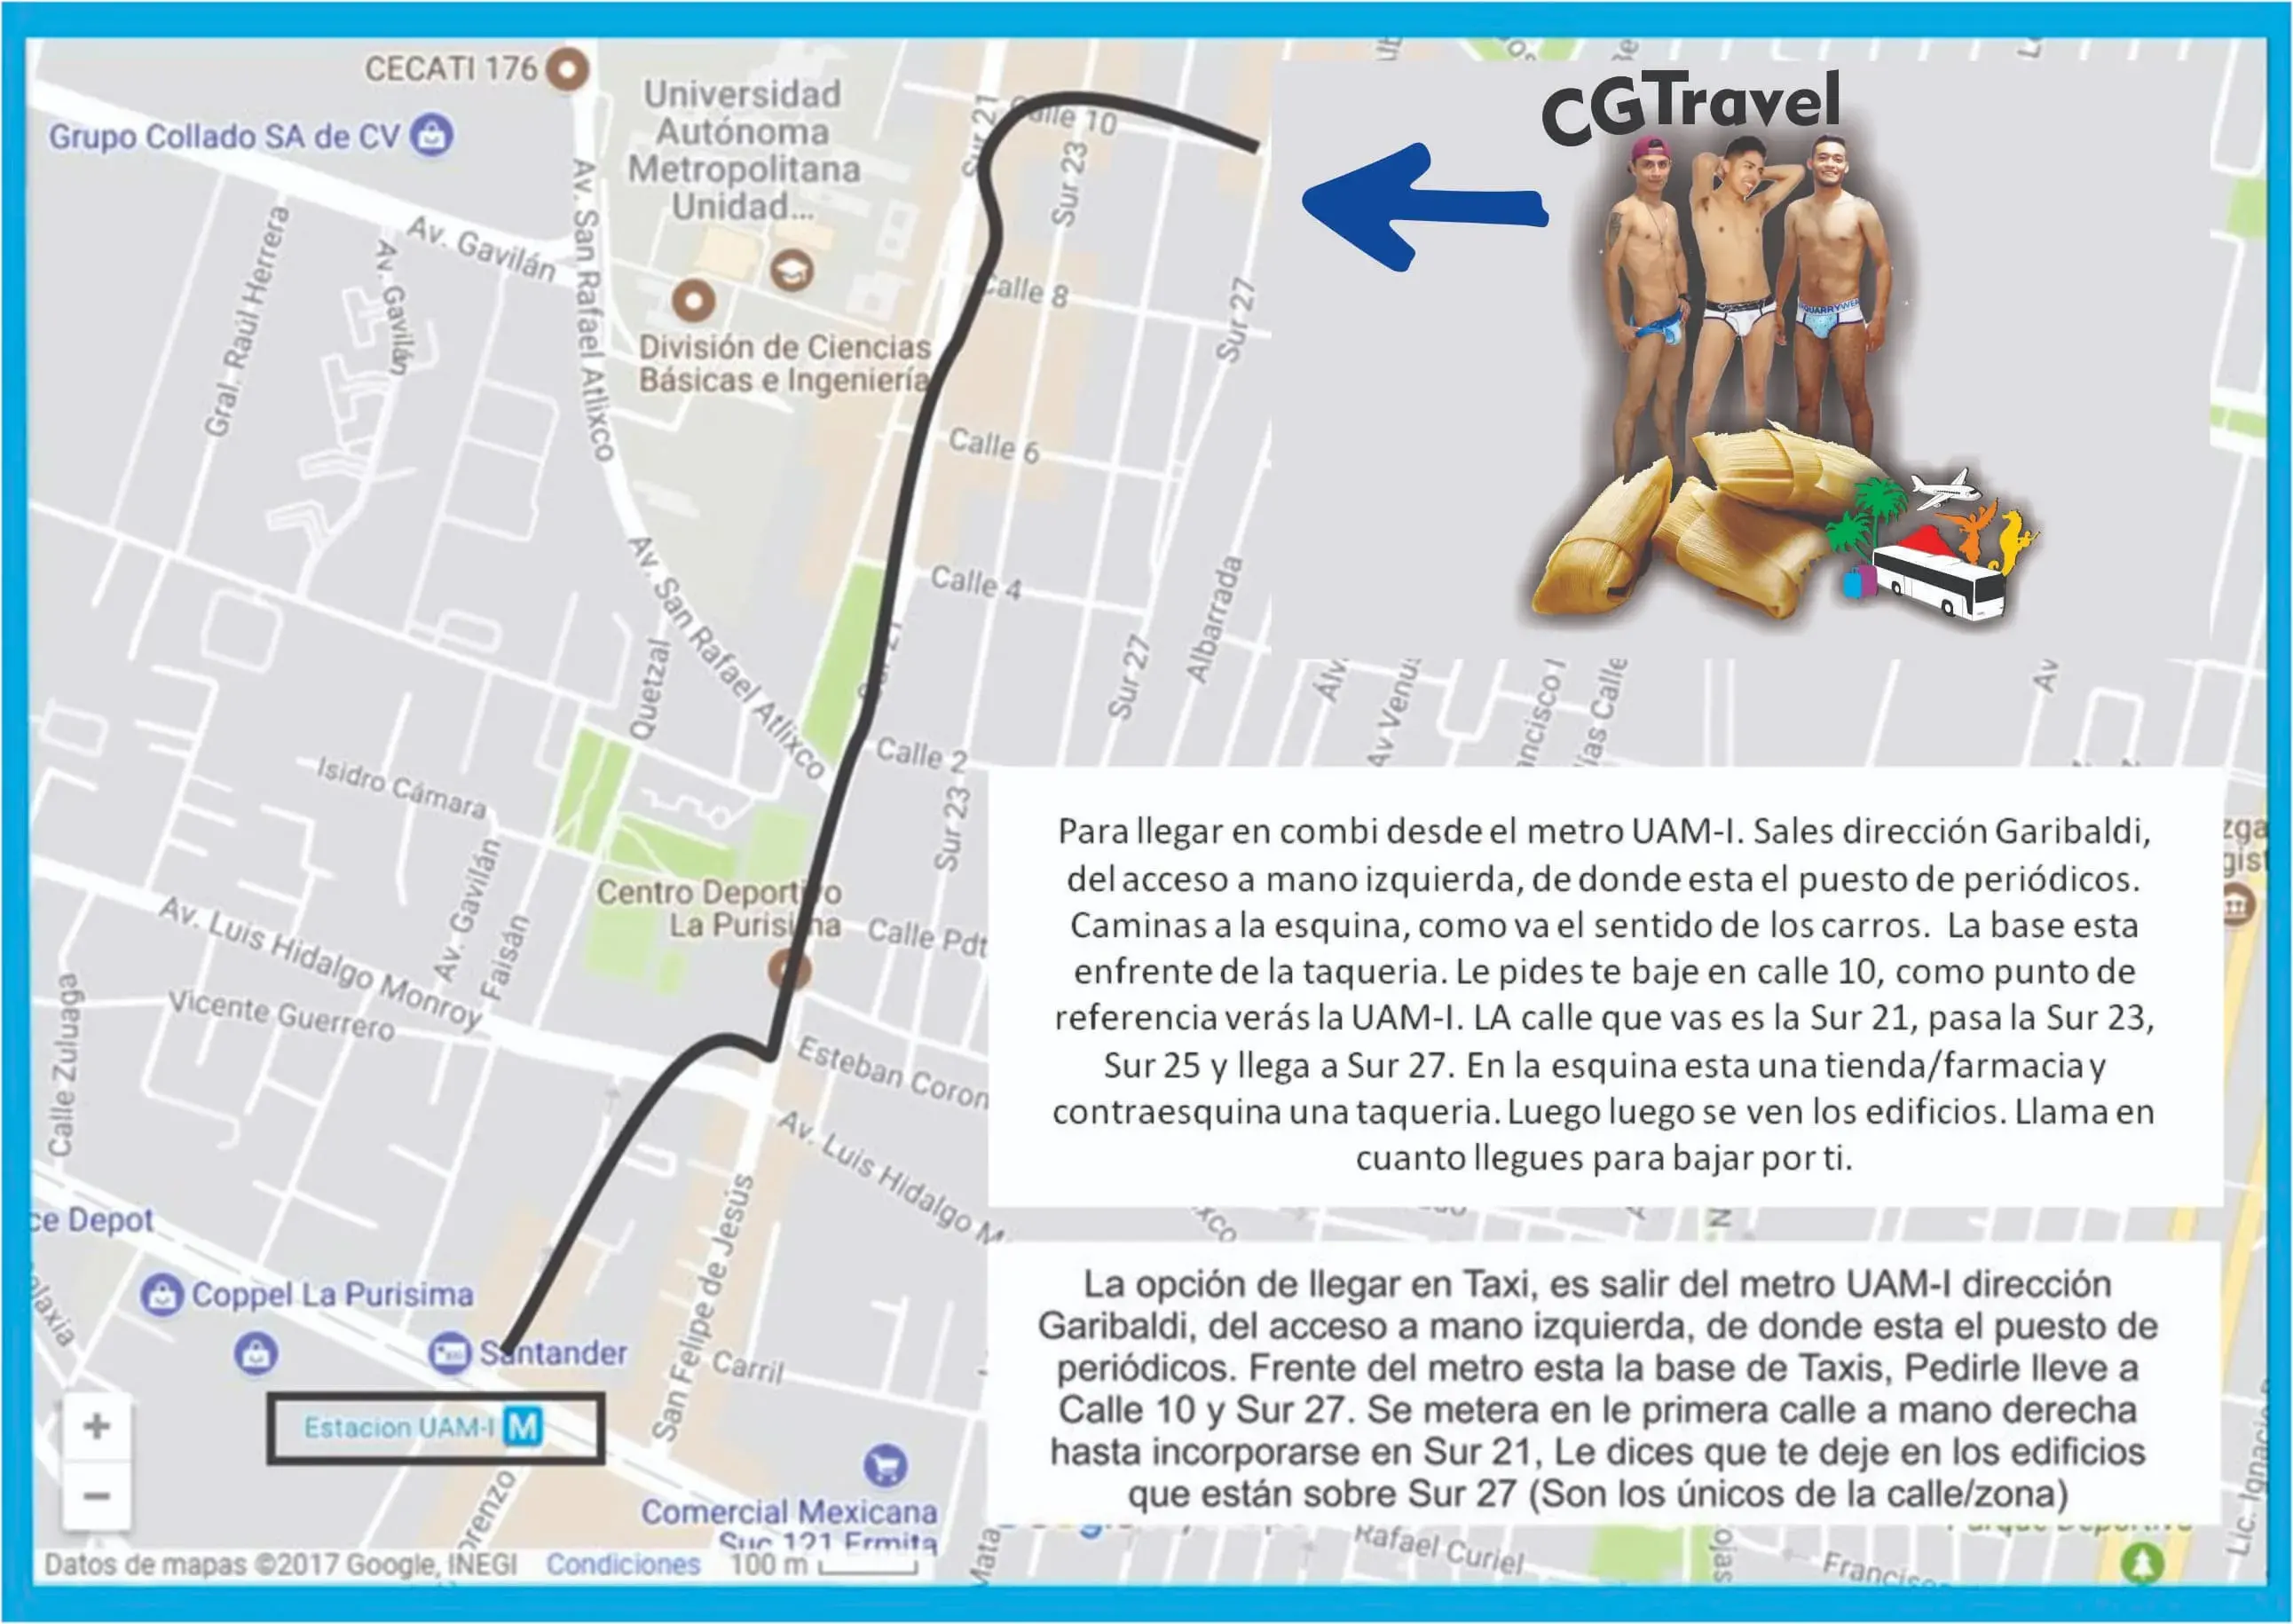 CECATI 176
Grupo Collado SA de CV
Universidad
Autónoma
Metropolitana
Unidad...
CGTravel
Sur 21
Calle 10
Sur 23
Av. San Rafael Atlixco
Av. Gavilán
Av. Gavilán
Gral. Raúl Herrera
Calle 8
Sur 27
División de Ciencias
Básicas e Ingeniería
Calle 6
Calle 4
Av. San Rafael Atlixco
Quetzal
Sur 27
Albarrada
Av Venus
Calle 2
Sur 23
Isidro Cámara
Av. Gavilán
Faisán
Centro Deportivo
La Purisima
Calle Pdt
Av. Luis Hidalgo Monroy
Vicente Guerrero
Calle Zuluaga
Esteban Coron
Av. Luis Hidalgo M
Para llegar en combi desde el metro UAM-I. Sales dirección Garibaldi,
del acceso a mano izquierda, de donde esta el puesto de periódicos.
Caminas a la esquina, como va el sentido de los carros. La base esta
enfrente de la taqueria. Le pides te baje en calle 10, como punto de
referencia verás la UAM-I. LA calle que vas es la Sur 21, pasa la Sur 23,
Sur 25 y llega a Sur 27. En la esquina esta una tienda/farmacia y
contraesquina una taqueria. Luego luego se ven los edificios. Llama en
cuanto llegues para bajar por ti.
ce Depot
Coppel La Purisima
Santander
San Felipe de Jesús
Carril
Estacion UAM-I M
+
−
Comercial Mexicana
Suc 121 Ermita
La opción de llegar en Taxi, es salir del metro UAM-I dirección
Garibaldi, del acceso a mano izquierda, de donde esta el puesto de
periódicos. Frente del metro esta la base de Taxis, Pedirle lleve a
Calle 10 y Sur 27. Se metera en le primera calle a mano derecha
hasta incorporarse en Sur 21, Le dices que te deje en los edificios
que están sobre Sur 27 (Son los únicos de la calle/zona)
Rafael Curiel
Datos de mapas ©2017 Google, INEGI Condiciones 100 m